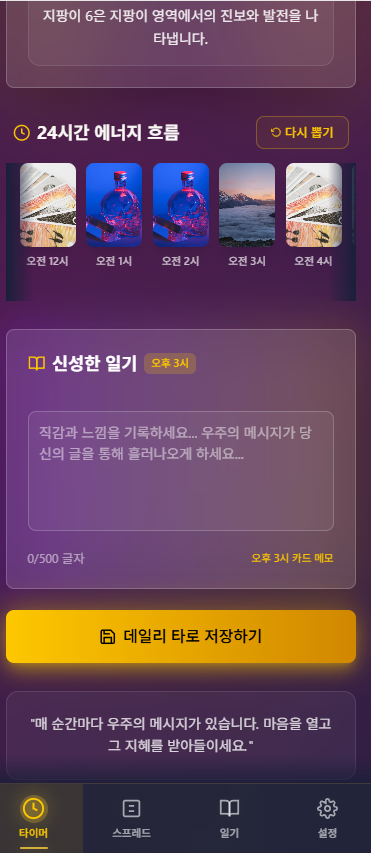 지팡이 6은 지팡이 영역에서의 진보와 발전을 나
타냅니다.
24시간 에너지 흐름
다시 뽑기
오전 12시
오전 1시
오전 2시
오전 3시
오전 4시
신성한 일기
오후 3시
직감과 느낌을 기록하세요... 우주의 메시지가 당
신의 글을 통해 흘러나오게 하세요...
0/500 글자
오후 3시 카드 메모
데일리 타로 저장하기
"매 순간마다 우주의 메시지가 있습니다. 마음을 열고
그 지혜를 받아들이세요."
타이머
스프레드
일기
설정